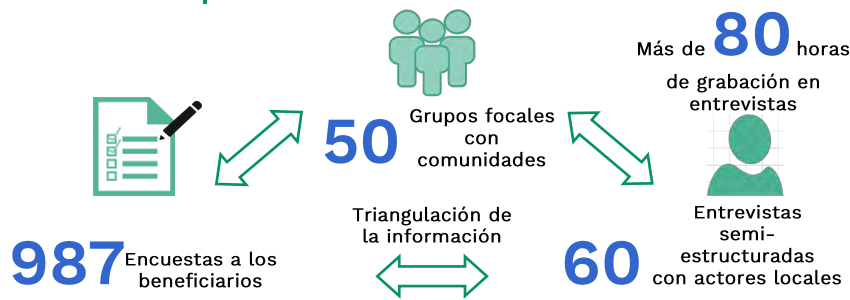 Más de 80 horas
de grabación en
entrevistas
50
Grupos focales
con
comunidades
Triangulación de
la información
987
Encuestas a los
beneficiarios
60
Entrevistas
semi-
estructuradas
con actores locales